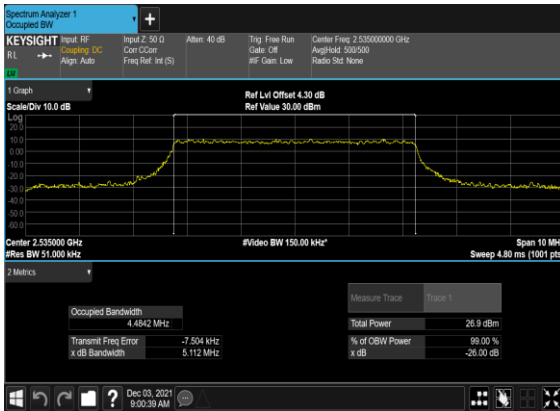 Spectrum Analyzer 1
Occupied BW
KEYSIGHT
RL
LXI
Input: RF
Coupling: DC
Align: Auto
Input Z: 50 Ω
Corr CCorr
Freq Ref: Int (S)
Atten: 40 dB
Trig: Free Run
Gate: Off
#IF Gain: Low
Center Freq: 2.535000000 GHz
Avg|Hold: 500/500
Radio Std: None
1 Graph
Scale/Div 10.0 dB
Ref Lvl Offset 4.30 dB
Ref Value 30.00 dBm
Log
20.0
10.0
0.00
-10.0
-20.0
-30.0
-40.0
-50.0
-60.0
Center 2.535000 GHz
#Res BW 51.000 kHz
#Video BW 150.00 kHz*
Span 10 MH
Sweep 4.80 ms (1001 pts
2 Metrics
Measure Trace Trace 1
Occupied Bandwidth
4.4842 MHz
Total Power 26.9 dBm
Transmit Freq Error -7.504 kHz
% of OBW Power 99.00 %
x dB Bandwidth 5.112 MHz
x dB -26.00 dB
Dec 03, 2021
9:00:39 AM